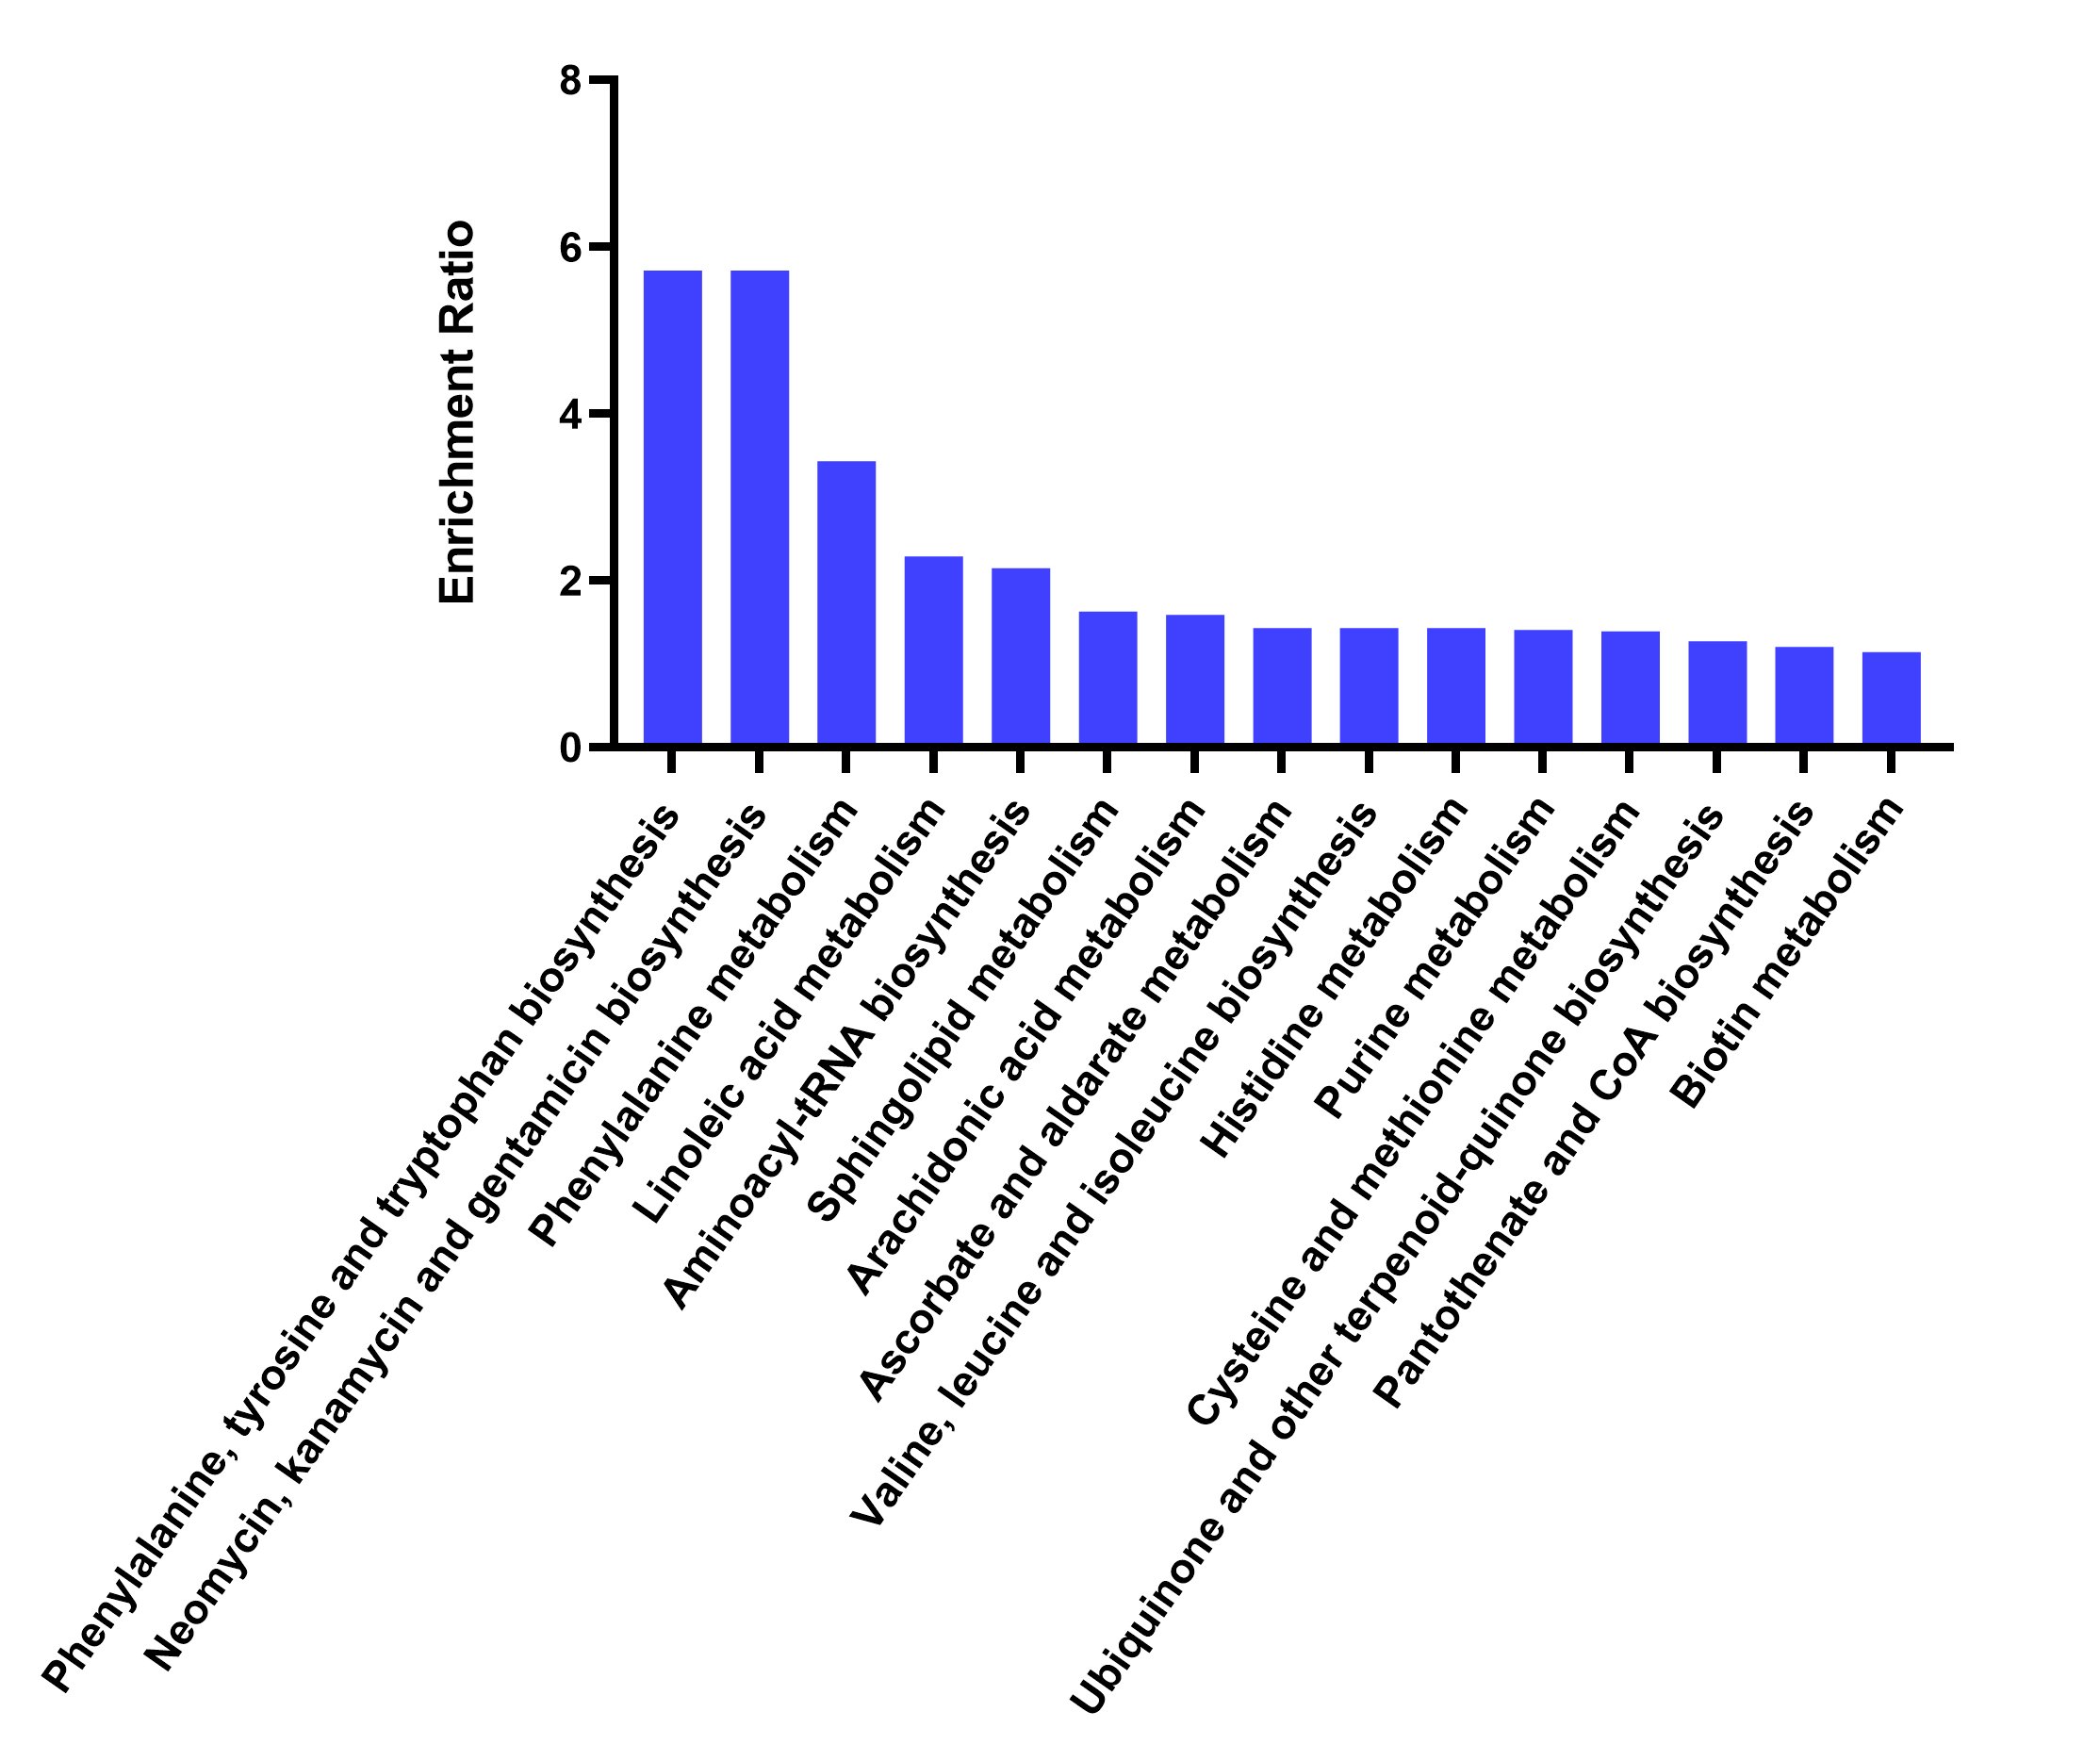 Enrichment Ratio
8
6
4
2
0
Phenylalanine, tyrosine and tryptophan biosynthesis
Neomycin, kanamycin and gentamicin biosynthesis
Phenylalanine metabolism
Linoleic acid metabolism
Aminoacyl-tRNA biosynthesis
Sphingolipid metabolism
Arachidonic acid metabolism
Ascorbate and aldarate metabolism
Valine, leucine and isoleucine biosynthesis
Histidine metabolism
Purine metabolism
Cysteine and methionine metabolism
Ubiquinone and other terpenoid-quinone biosynthesis
Pantothenate and CoA biosynthesis
Biotin metabolism